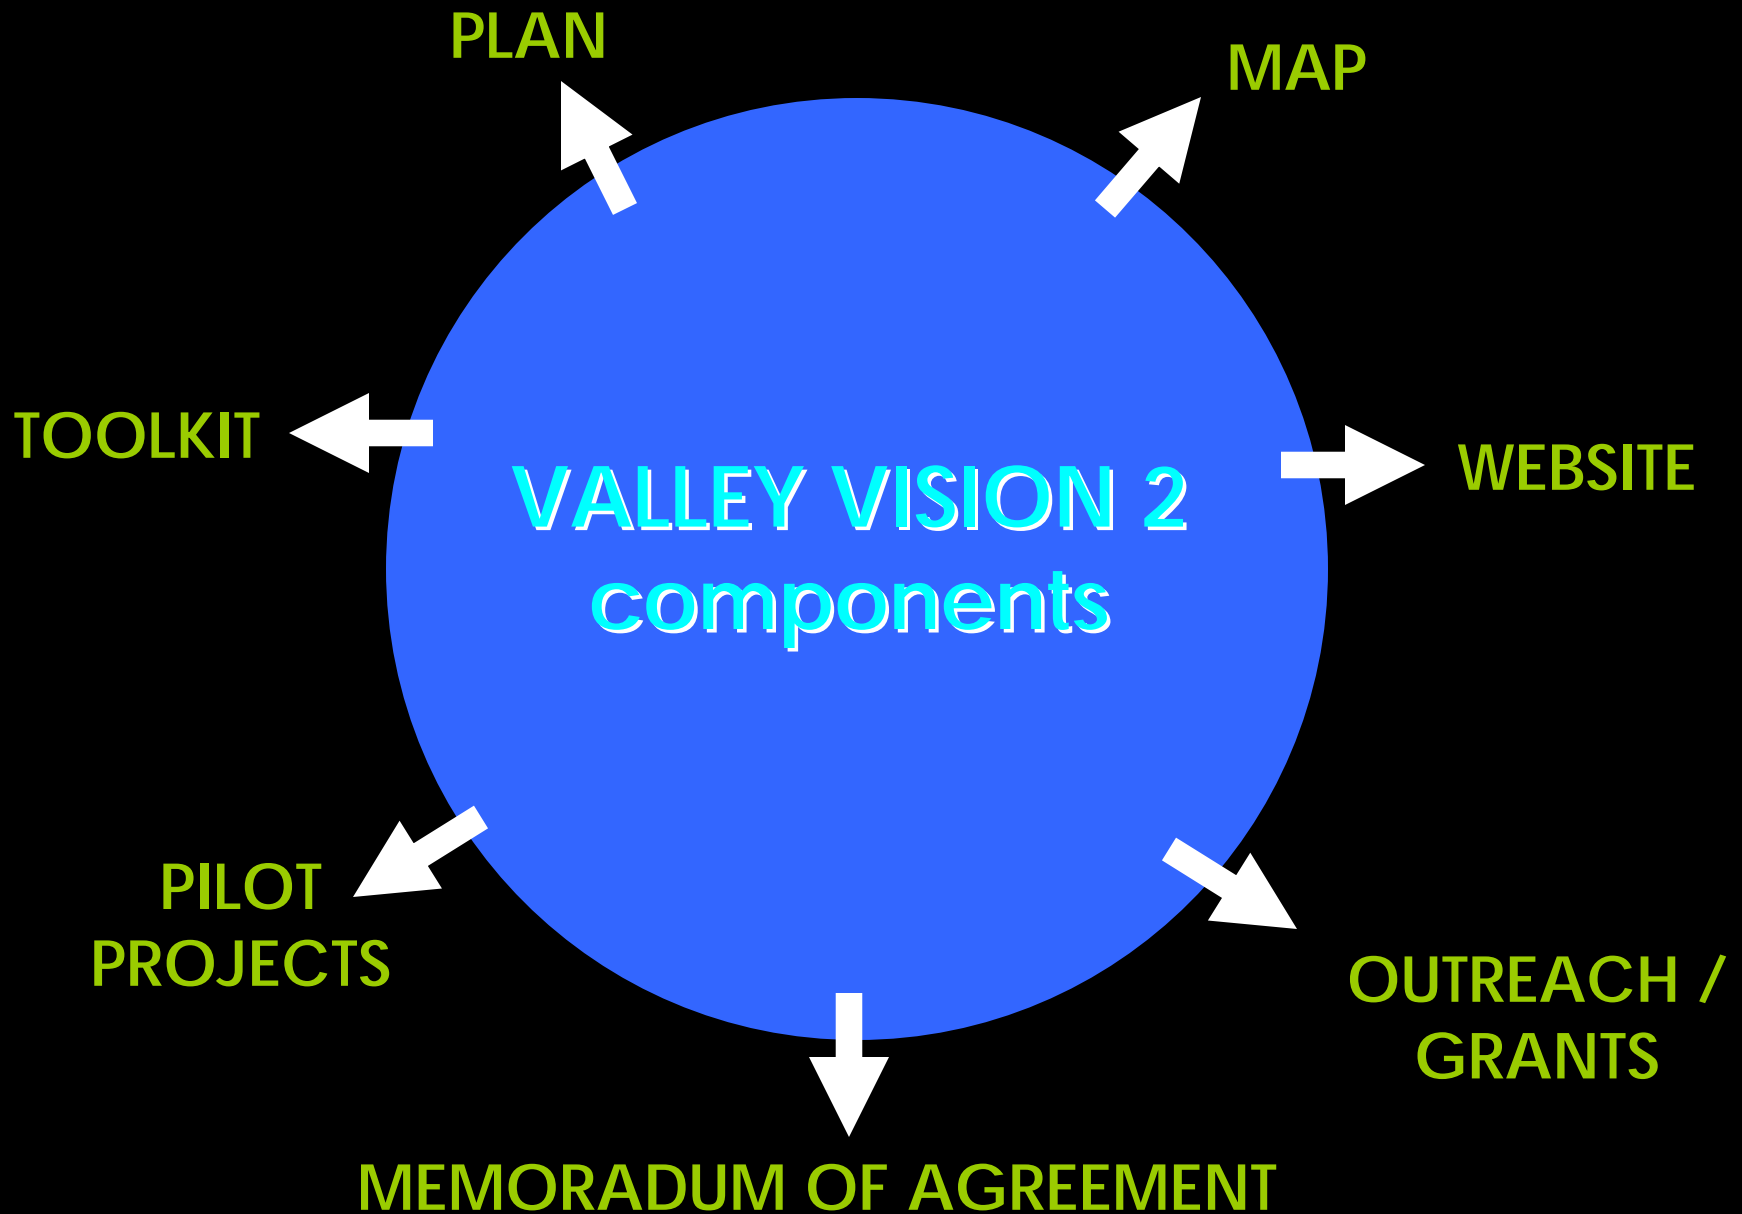 PLAN
MAP
TOOLKIT
WEBSITE
VALLEY VISION 2
components
PILOT
PROJECTS
OUTREACH /
GRANTS
MEMORADUM OF AGREEMENT